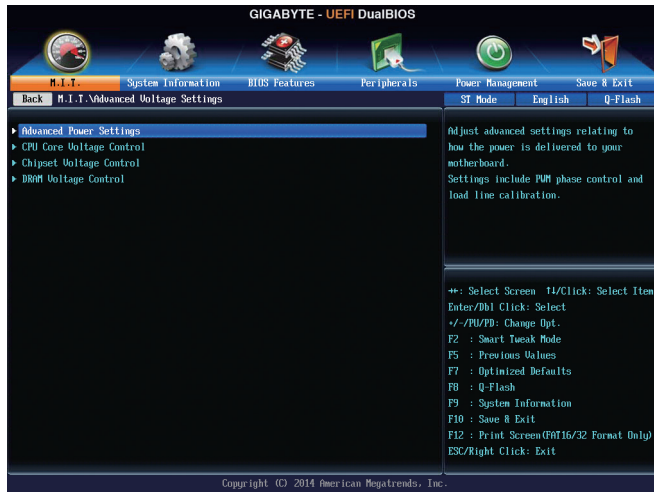 GIGABYTE - UEFI DualBIOS
M.I.T. System Information BIOS Features Peripherals Power Management Save & Exit
Back M.I.T.\Advanced Voltage Settings ST Mode English Q-Flash
Advanced Power Settings
CPU Core Voltage Control
Chipset Voltage Control
DRAM Voltage Control
Adjust advanced settings relating to
how the power is delivered to your
motherboard.
Settings include PWM phase control and
load line calibration.
→←: Select Screen ↑↓/Click: Select Item
Enter/Dbl Click: Select
+/-/PU/PD: Change Opt.
F2 : Smart Tweak Mode
F5 : Previous Values
F7 : Optimized Defaults
F8 : Q-Flash
F9 : System Information
F10 : Save & Exit
F12 : Print Screen(FAT16/32 Format Only)
ESC/Right Click: Exit
Copyright (C) 2014 American Megatrends, Inc.